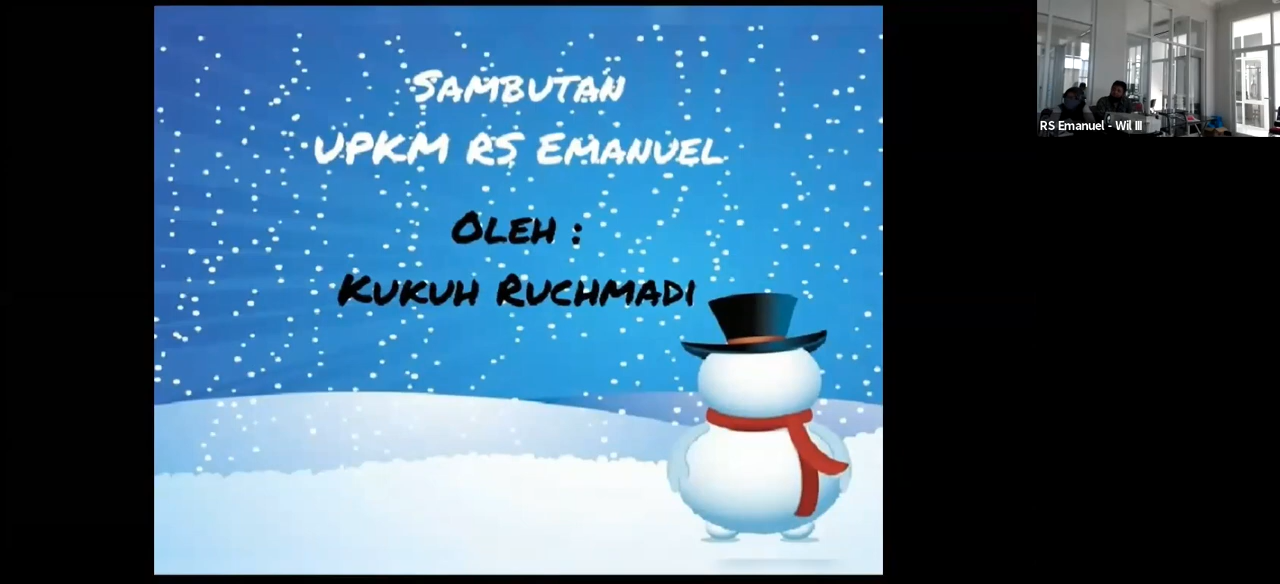 Sambutan
UPKM RS Emanuel
Oleh :
Kukuh Ruchmadi
RS Emanuel - Wil III